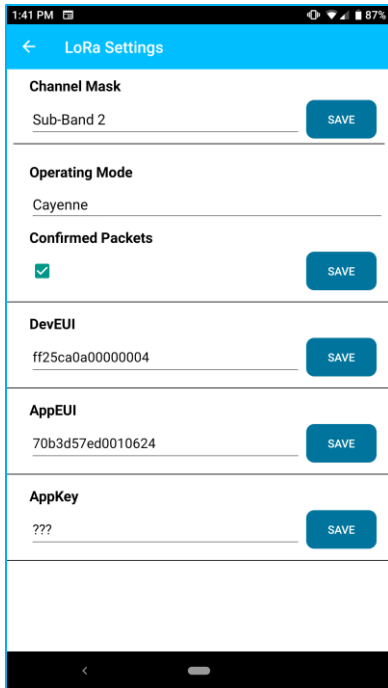 1:41 PM 87%
LoRa Settings
Channel Mask
Sub-Band 2 SAVE
Operating Mode
Cayenne
Confirmed Packets
SAVE
DevEUI
ff25ca0a00000004 SAVE
AppEUI
70b3d57ed0010624 SAVE
AppKey
??? SAVE